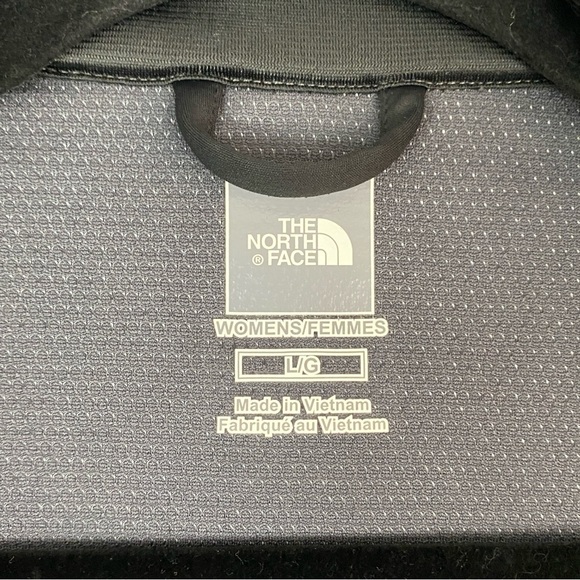 THE
NORTH
® FACE
WOMENS/FEMMES
L/G
Made in Vietnam
Fabriqué au Vietnam